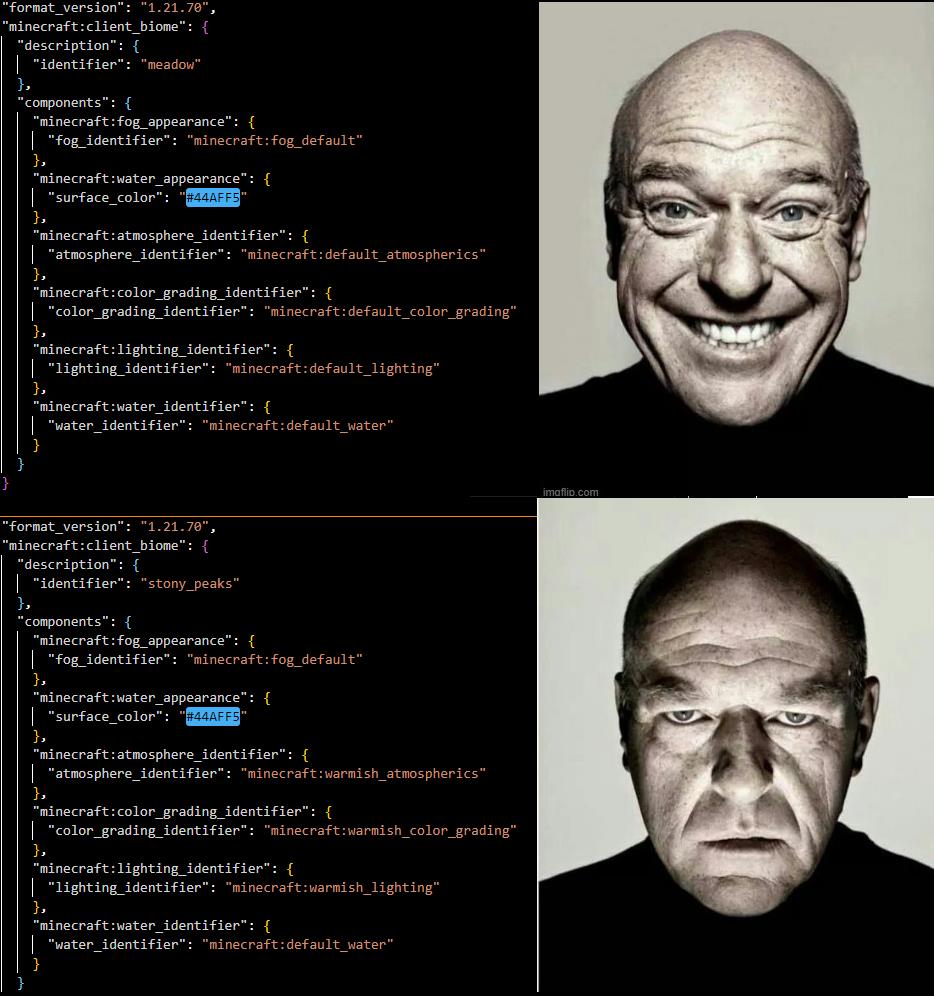 "format_version": "1.21.70",
"minecraft:client_biome": {
"description": {
"identifier": "meadow"
},
"components": {
"minecraft:fog_appearance": {
"fog_identifier": "minecraft:fog_default"
},
"minecraft:water_appearance": {
"surface_color": "#44AFF5"
},
"minecraft:atmosphere_identifier": {
"atmosphere_identifier": "minecraft:default_atmospherics"
},
"minecraft:color_grading_identifier": {
"color_grading_identifier": "minecraft:default_color_grading"
},
"minecraft:lighting_identifier": {
"lighting_identifier": "minecraft:default_lighting"
},
"minecraft:water_identifier": {
"water_identifier": "minecraft:default_water"
}
}
}
imgflip.com
"format_version": "1.21.70",
"minecraft:client_biome": {
"description": {
"identifier": "stony_peaks"
},
"components": {
"minecraft:fog_appearance": {
"fog_identifier": "minecraft:fog_default"
},
"minecraft:water_appearance": {
"surface_color": "#44AFF5"
},
"minecraft:atmosphere_identifier": {
"atmosphere_identifier": "minecraft:warmish_atmospherics"
},
"minecraft:color_grading_identifier": {
"color_grading_identifier": "minecraft:warmish_color_grading"
},
"minecraft:lighting_identifier": {
"lighting_identifier": "minecraft:warmish_lighting"
},
"minecraft:water_identifier": {
"water_identifier": "minecraft:default_water"
}
}